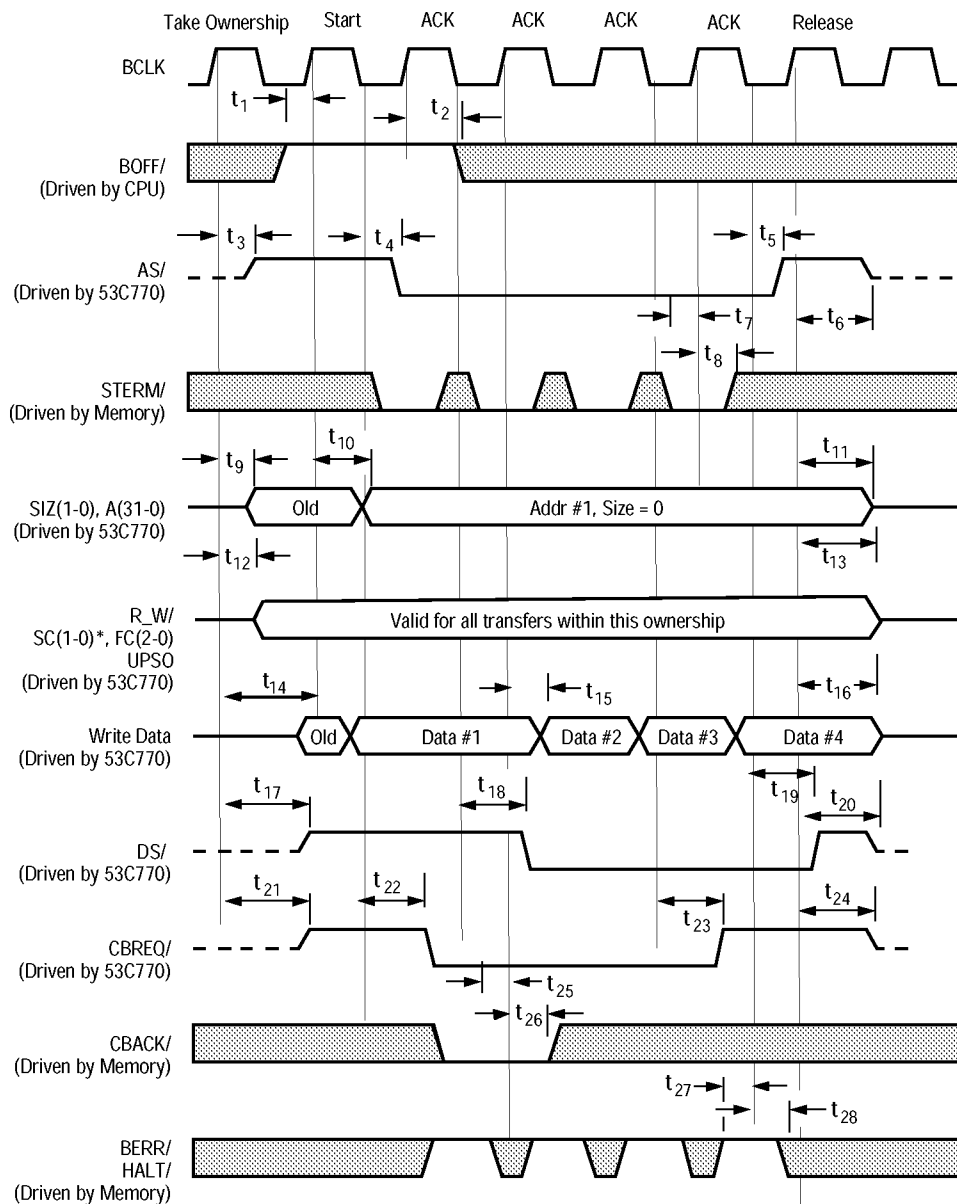 Take Ownership Start ACK ACK ACK ACK Release
BCLK
t1 t2
BOFF/
(Driven by CPU)
t3 t4 t5
AS/
(Driven by 53C770)
t7 t6
t8
STERM/
(Driven by Memory)
t10
t9 t11
SIZ(1-0), A(31-0) Old Addr #1, Size = 0
(Driven by 53C770)
t12 t13
R_W/ Valid for all transfers within this ownership
SC(1-0)*, FC(2-0)
UPSO
(Driven by 53C770)
t14 t15 t16
Write Data Old Data #1 Data #2 Data #3 Data #4
(Driven by 53C770)
t17 t18 t19 t20
DS/
(Driven by 53C770)
t21 t22 t23 t24
CBREQ/
(Driven by 53C770)
t25
t26
CBACK/
(Driven by Memory)
t27
t28
BERR/
HALT/
(Driven by Memory)